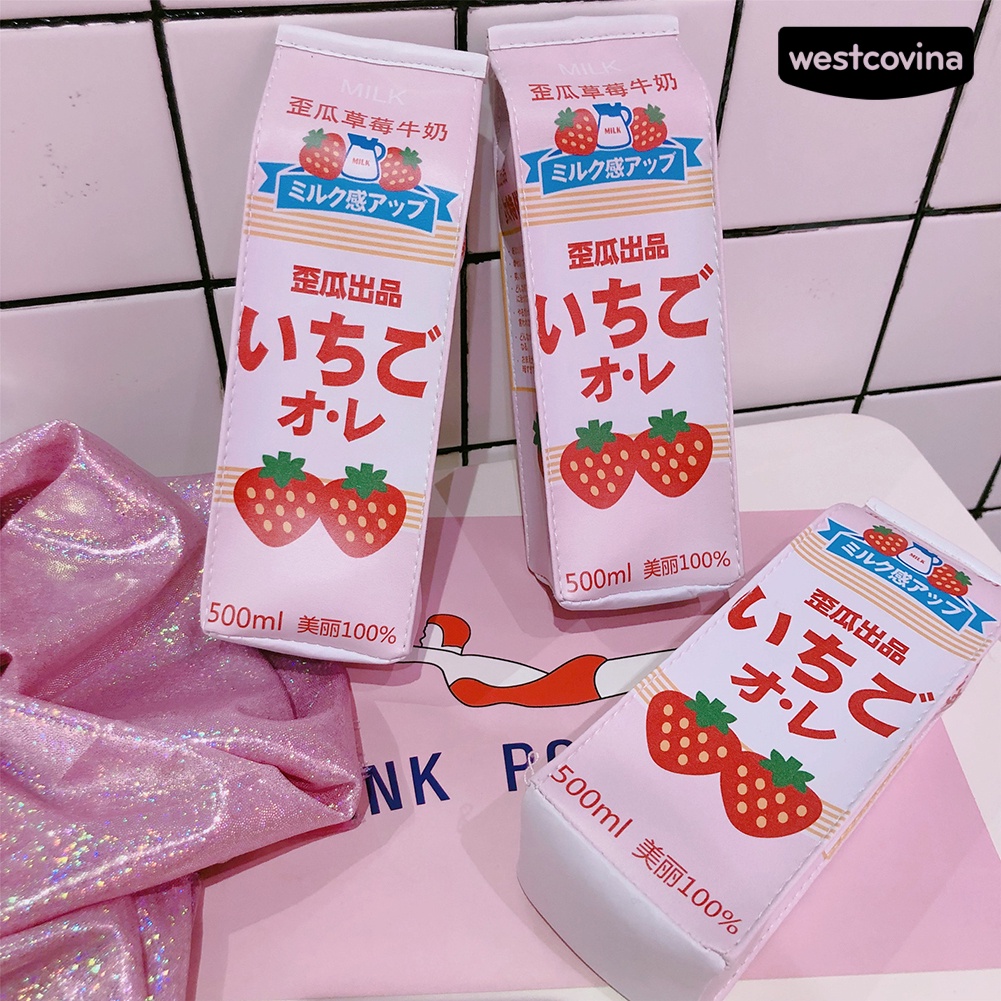 westcovina
MILK
歪瓜草莓牛奶
MILK
ミルク感アップ
歪瓜出品
いちご
オ・レ
500ml 美丽100%
MILK
歪瓜草莓牛奶
MILK
ミルク感アップ
歪瓜出品
いちご
オ・レ
500ml 美丽100%
MILK
ミルク感アップ
歪瓜出品
いちご
オ・レ
500ml 美丽100%
NK P